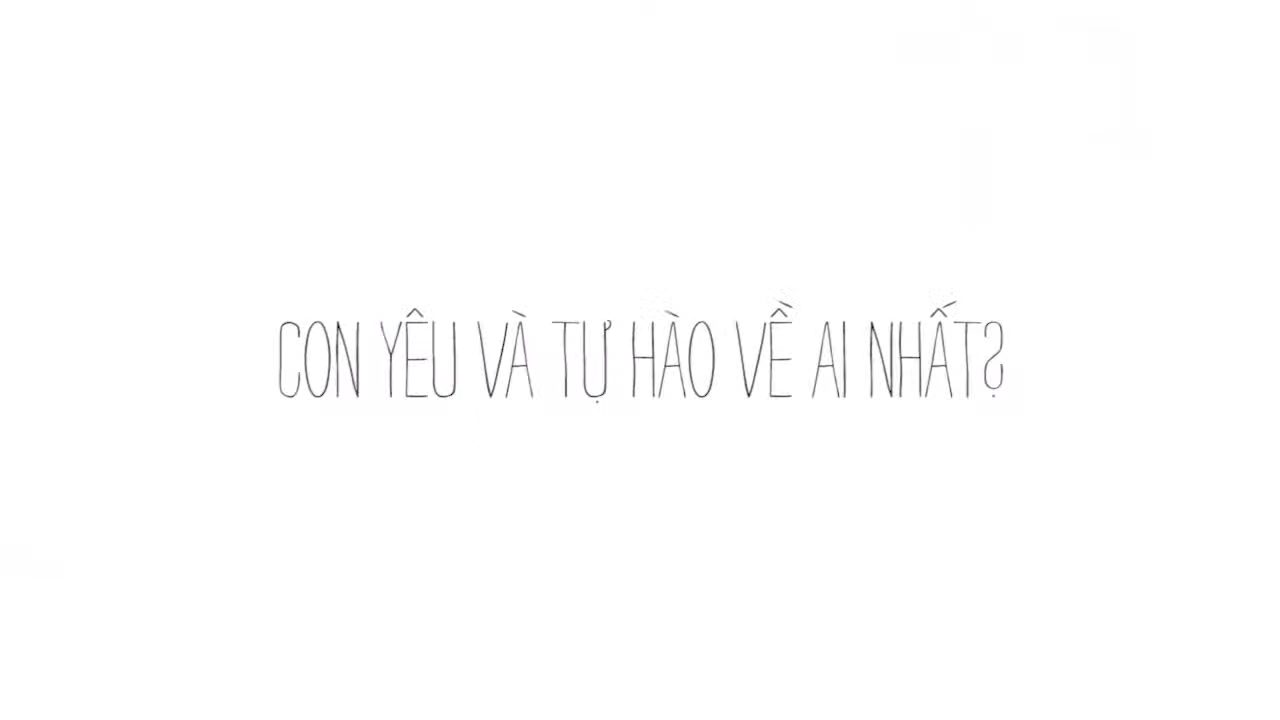 CON YÊU VÀ TỰ HÀO VỀ AI NHẤT?